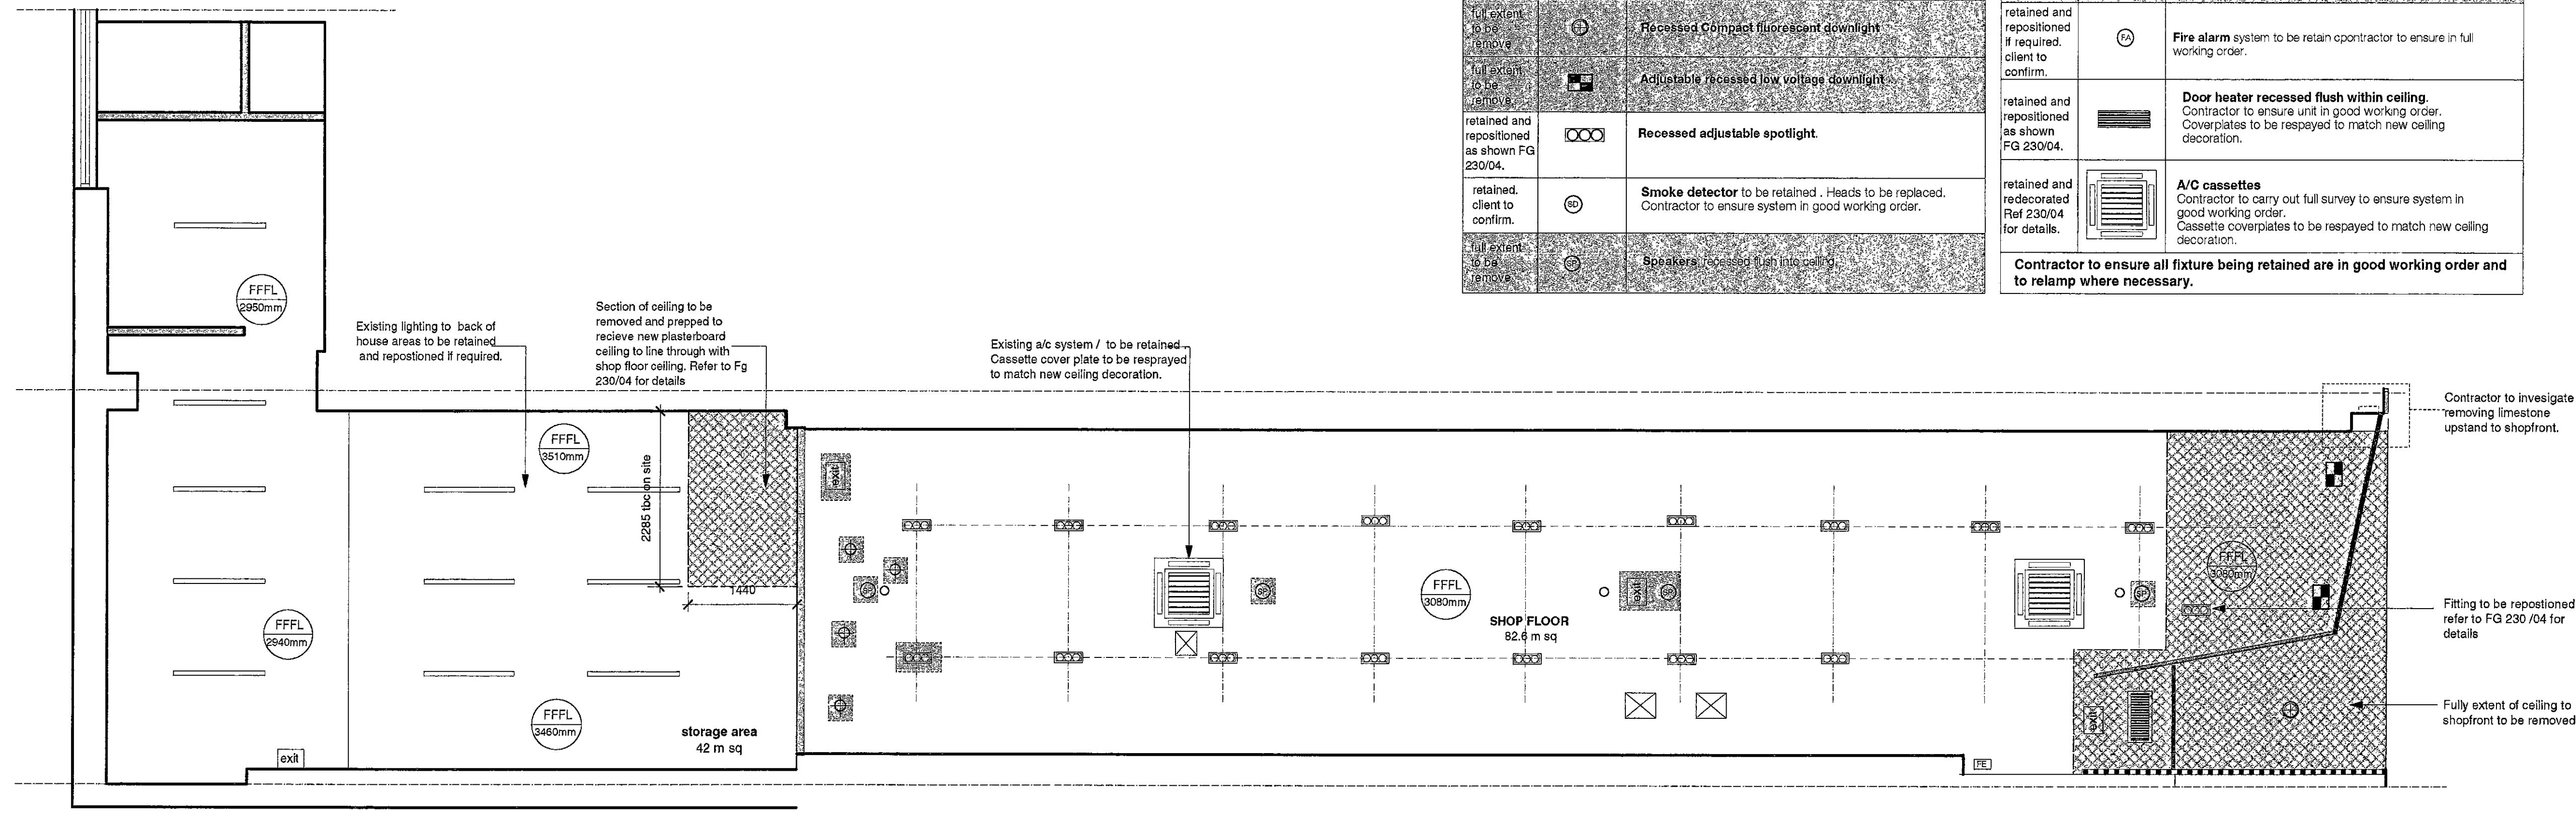 full extent
to be
remove
Recessed Compact fluorescent downlight
full extent
to be
remove.
Adjustable recessed low voltage downlight
retained and
repositioned
as shown FG
230/04.
Recessed adjustable spotlight.
retained.
client to
confirm.
SD
Smoke detector to be retained . Heads to be replaced.
Contractor to ensure system in good working order.
full extent
to be
remove
SP
Speakers recessed flush into ceiling.
retained and
repositioned
if required.
client to
confirm.
FA
Fire alarm system to be retain cpontractor to ensure in full
working order.
retained and
repositioned
as shown
FG 230/04.
Door heater recessed flush within ceiling.
Contractor to ensure unit in good working order.
Coverplates to be respayed to match new ceiling
decoration.
retained and
redecorated
Ref 230/04
for details.
A/C cassettes
Contractor to carry out full survey to ensure system in
good working order.
Cassette coverplates to be respayed to match new ceiling
decoration.
Contractor to ensure all fixture being retained are in good working order and
to relamp where necessary.
FFFL
2950mm
Existing lighting to back of
house areas to be retained
and repostioned if required.
Section of ceiling to be
removed and prepped to
recieve new plasterboard
ceiling to line through with
shop floor ceiling. Refer to Fg
230/04 for details
Existing a/c system / to be retained
Cassette cover plate to be resprayed
to match new ceiling decoration.
Contractor to invesigate
removing limestone
upstand to shopfront.
FFFL
3510mm
2285 tbc on site
1440
exit
SP
SP
FFFL
3080mm
exit
SP
SP
FFFL
3080mm
SHOP FLOOR
82.6 m sq
Fitting to be repostioned
refer to FG 230 /04 for
details
FFFL
2940mm
FFFL
3460mm
storage area
42 m sq
exit
exit
FE
Fully extent of ceiling to
shopfront to be removed